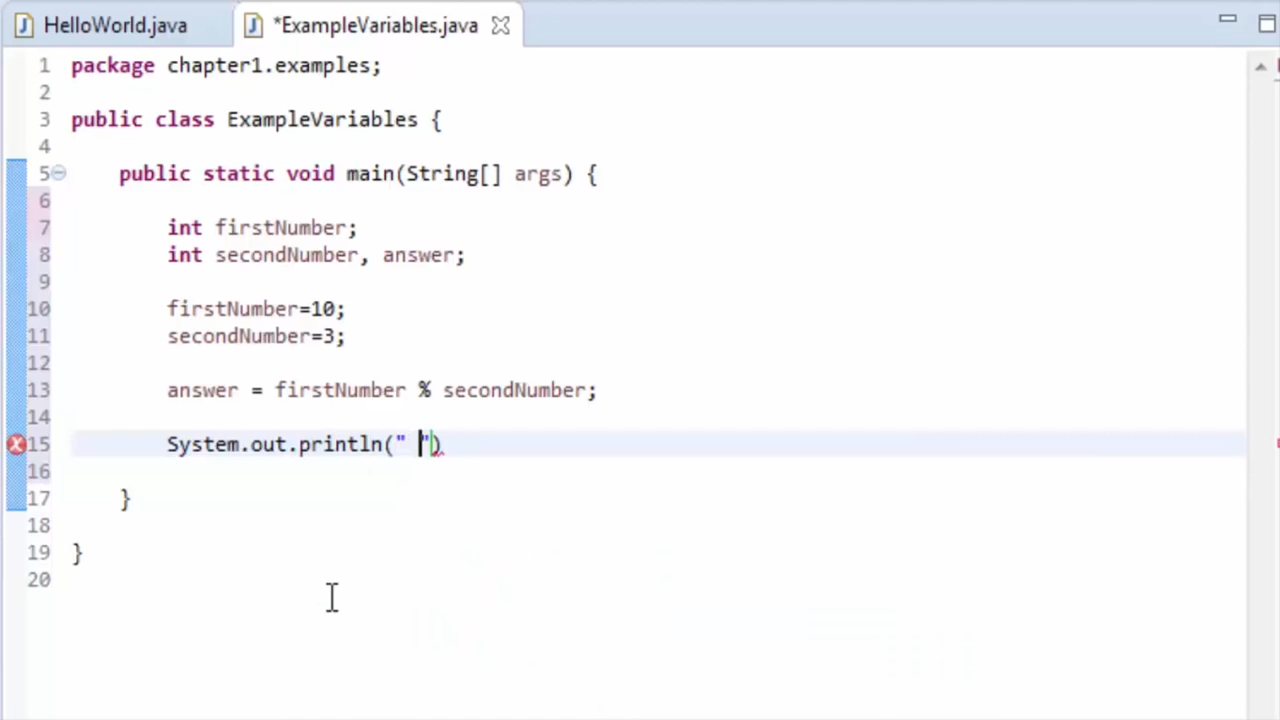 HelloWorld.java
*ExampleVariables.java
1 package chapter1.examples;
2
3 public class ExampleVariables {
4
5 public static void main(String[] args) {
6
7 int firstNumber;
8 int secondNumber, answer;
9
10 firstNumber=10;
11 secondNumber=3;
12
13 answer = firstNumber % secondNumber;
14
15 System.out.println(" ")
16
17 }
18
19 }
20